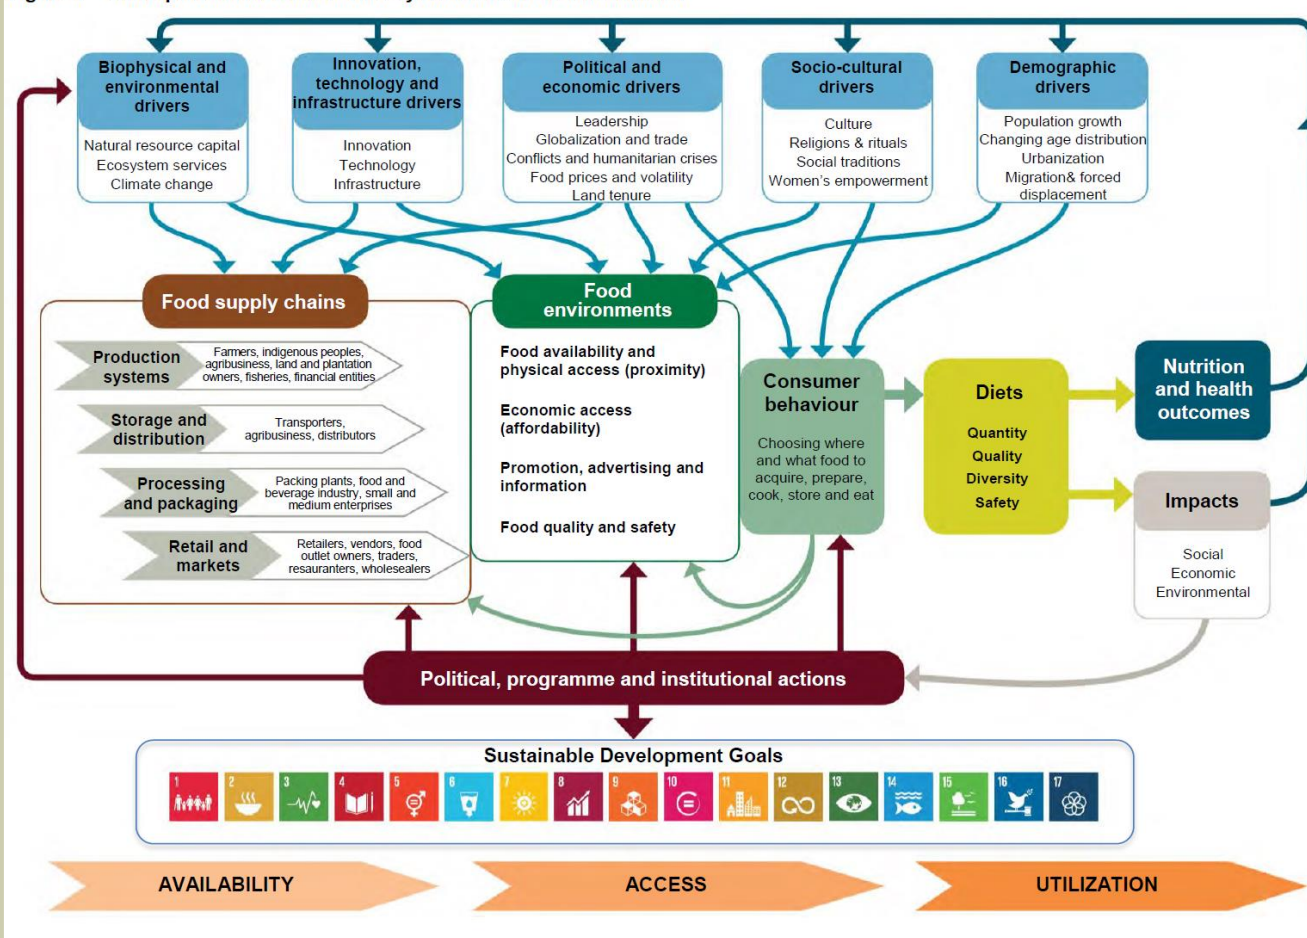 Biophysical and
environmental
drivers
Natural resource capital
Ecosystem services
Climate change
Innovation,
technology and
infrastructure drivers
Innovation
Technology
Infrastructure
Political and
economic drivers
Leadership
Globalization and trade
Conflicts and humanitarian crises
Food prices and volatility
Land tenure
Socio-cultural
drivers
Culture
Religions & rituals
Social traditions
Women's empowerment
Demographic
drivers
Population growth
Changing age distribution
Urbanization
Migration& forced
displacement
Food supply chains
Production
systems
Farmers, indigenous peoples,
agribusiness, land and plantation
owners, fisheries, financial entities
Storage and
distribution
Transporters,
agribusiness, distributors
Processing
and packaging
Packing plants, food and
beverage industry, small and
medium enterprises
Retail and
markets
Retailers, vendors, food
outlet owners, traders,
resauranters, wholesealers
Food
environments
Food availability and
physical access (proximity)
Economic access
(affordability)
Promotion, advertising and
information
Food quality and safety
Consumer
behaviour
Choosing where
and what food to
acquire, prepare,
cook, store and eat
Diets
Quantity
Quality
Diversity
Safety
Nutrition
and health
outcomes
Impacts
Social
Economic
Environmental
Political, programme and institutional actions
Sustainable Development Goals
1 2 3 4 5 6 7 8 9 10 11 12 13 14 15 16 17
AVAILABILITY
ACCESS
UTILIZATION